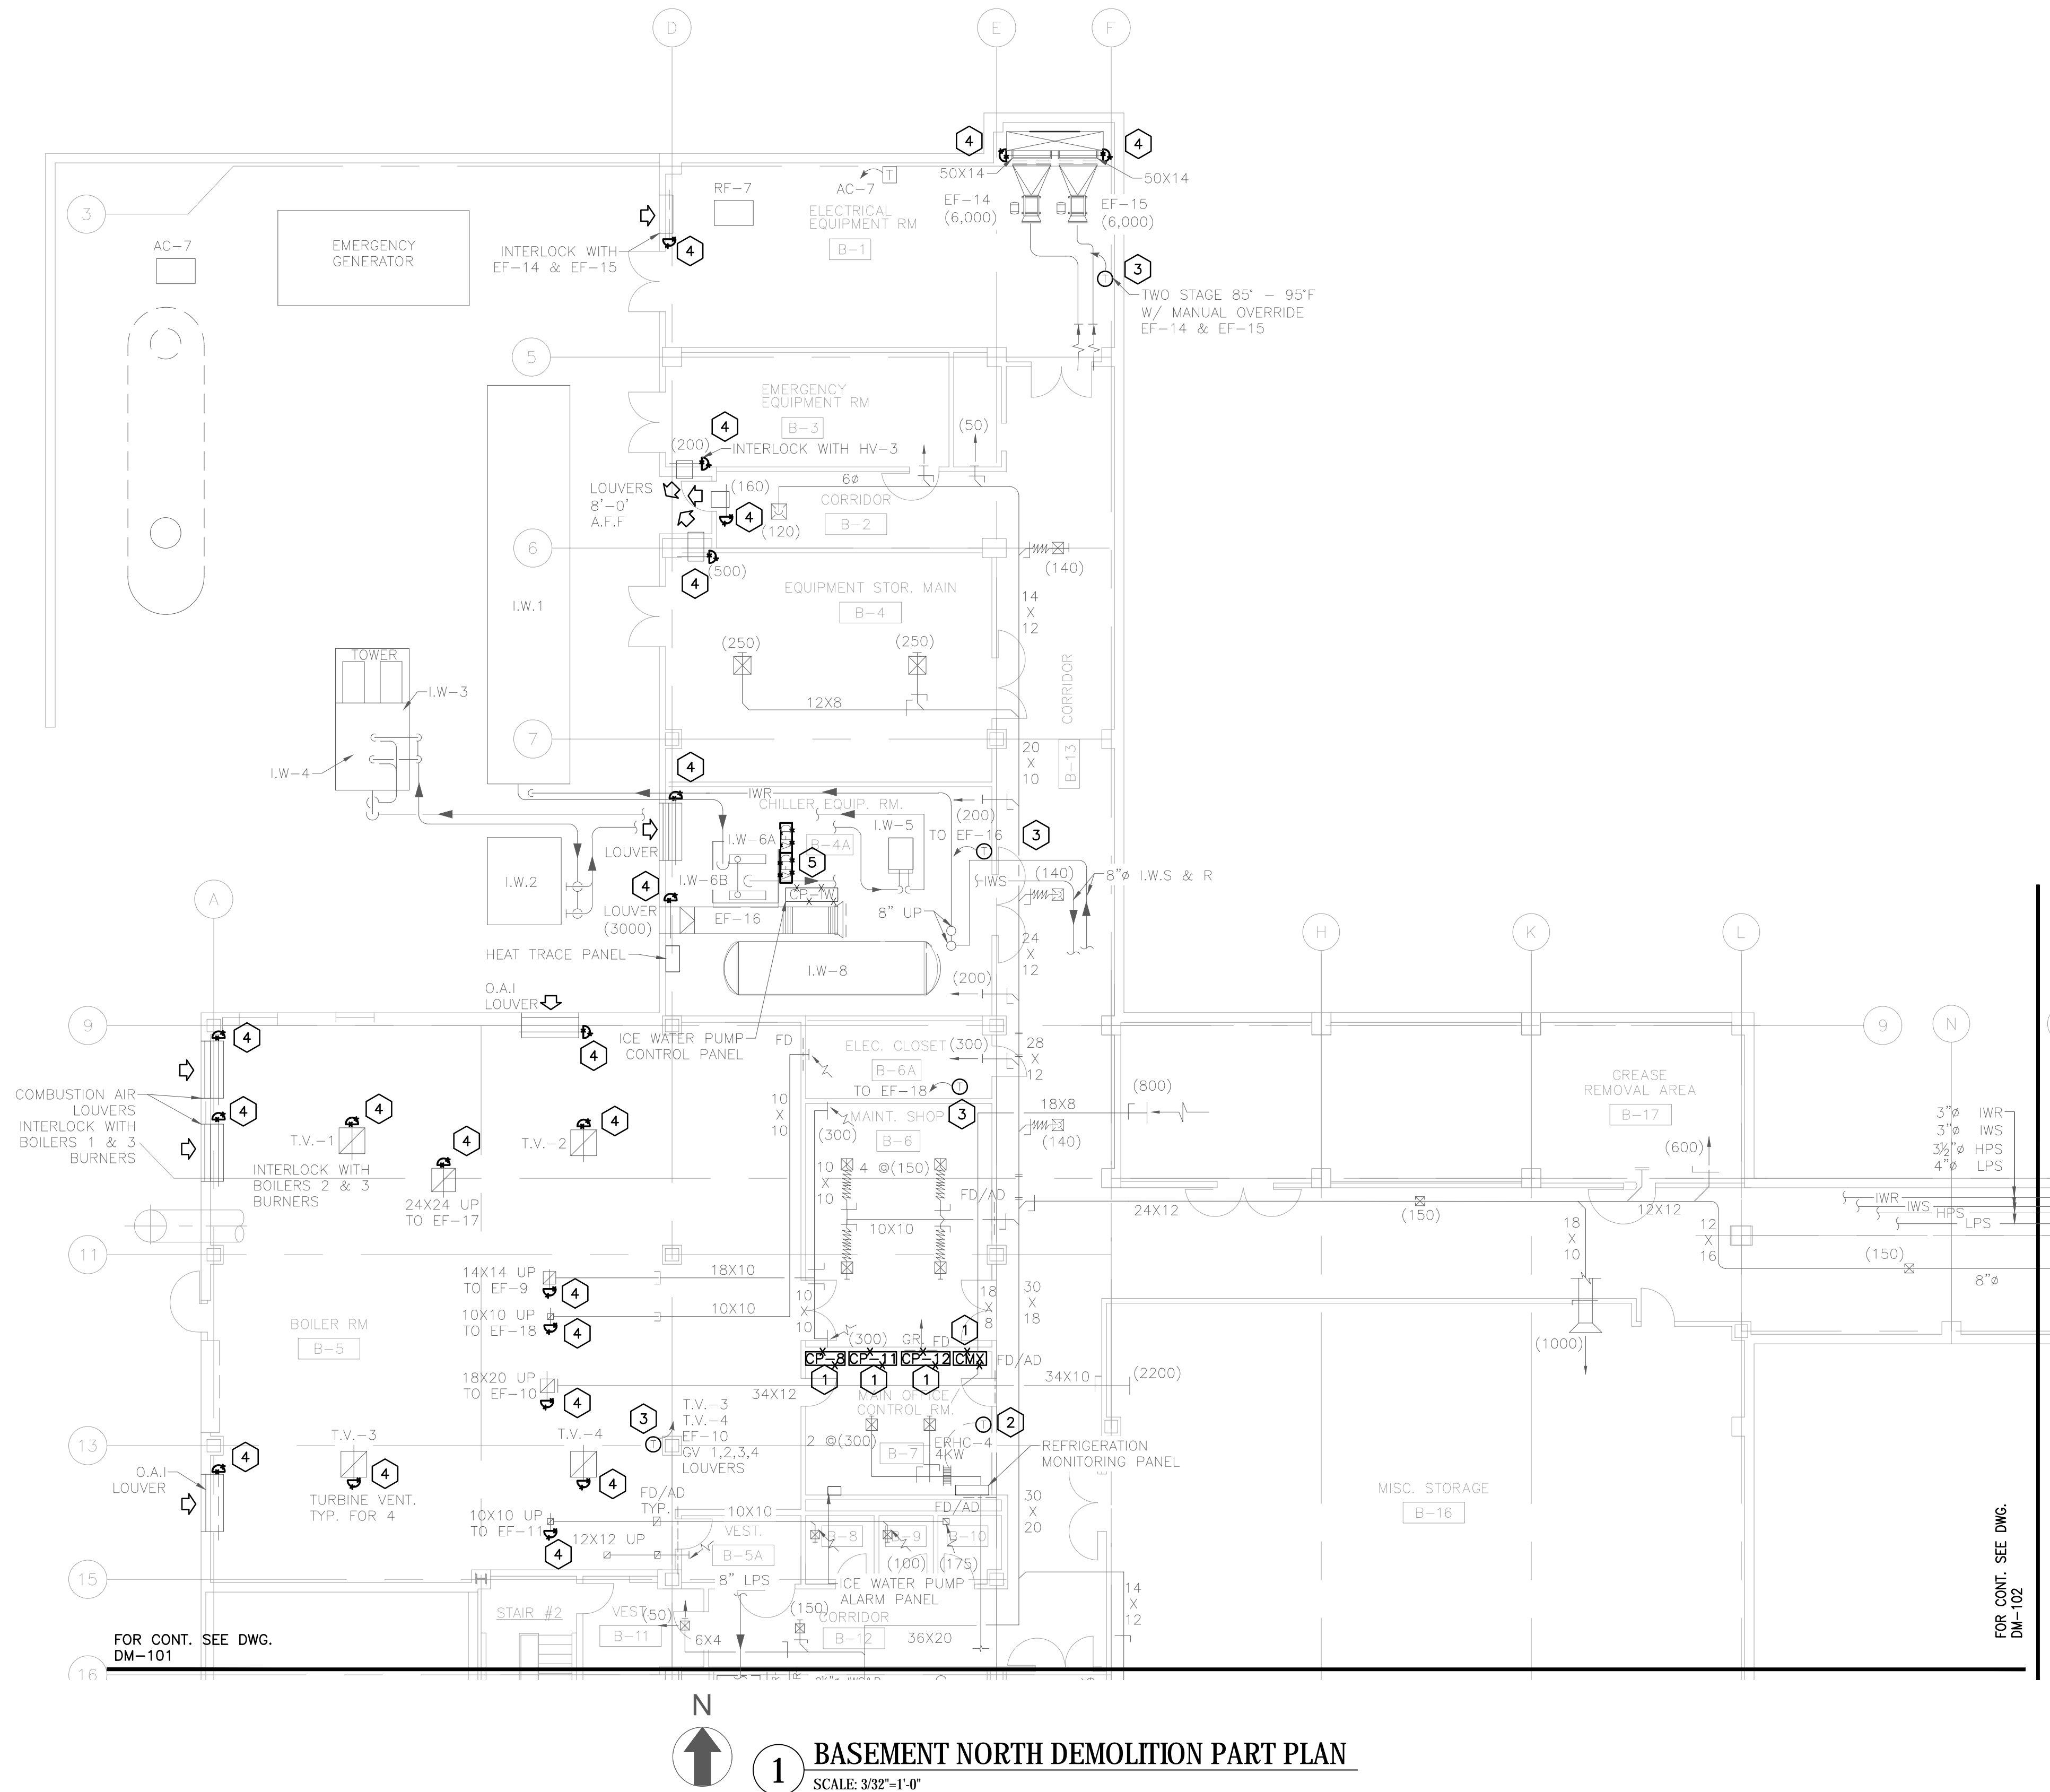 D
E
F
4
4
50X14
50X14
3
RF-7
AC-7
T
EF-14
(6,000)
EF-15
(6,000)
ELECTRICAL
EQUIPMENT RM
B-1
AC-7
EMERGENCY
GENERATOR
INTERLOCK WITH
EF-14 & EF-15
4
3
T
TWO STAGE 85° - 95°F
W/ MANUAL OVERRIDE
EF-14 & EF-15
5
EMERGENCY
EQUIPMENT RM
B-3
4
(50)
(200)
INTERLOCK WITH HV-3
6ø
LOUVERS
8'-0'
A.F.F
(160)
CORRIDOR
B-2
4
(120)
6
(500)
4
(140)
EQUIPMENT STOR. MAIN
B-4
I.W.1
14
X
12
(250)
(250)
TOWER
I.W-3
12X8
CORRIDOR
B-13
7
20
X
10
I.W-4
4
IWR
CHILLER EQUIP. RM.
(200)
I.W-5
TO EF-16
3
T
I.W-6A
B-4A
LOUVER
5
I.W.2
4
I.W-6B
CP-IW
IWS
(140)
8"ø I.W.S & R
A
LOUVER
(3000)
EF-16
8" UP
24
X
12
H
K
L
HEAT TRACE PANEL
I.W-8
(200)
O.A.I
LOUVER
9
9
N
4
4
ICE WATER PUMP
CONTROL PANEL
FD
ELEC. CLOSET
B-6A
(300)
28
X
12
TO EF-18
T
3
GREASE
REMOVAL AREA
B-17
COMBUSTION AIR
LOUVERS
INTERLOCK WITH
BOILERS 1 & 3
BURNERS
4
4
T.V.-1
4
T.V.-2
4
INTERLOCK WITH
BOILERS 2 & 3
BURNERS
24X24 UP
TO EF-17
10
X
10
MAINT. SHOP
B-6
(300)
18X8
(800)
(140)
10
X
10
4 @(150)
FD/AD
(600)
3"ø IWR
3"ø IWS
3½"ø HPS
4"ø LPS
10X10
24X12
(150)
12X12
IWR
IWS
HPS
LPS
11
18
X
10
12
X
16
(150)
8"ø
14X14 UP
TO EF-9
4
18X10
10X10 UP
TO EF-18
4
10X10
10
X
10
18
X
8
30
X
18
BOILER RM
B-5
(300)
GR.
FD
1
CP-8
CP-11
CP-12
CMX
FD/AD
1
1
1
(1000)
18X20 UP
TO EF-10
4
34X12
34X10
(2200)
MAIN OFFICE/
CONTROL RM.
3
T
T.V.-3
T.V.-4
EF-10
GV 1,2,3,4
LOUVERS
T
2
2 @(300)
B-7
ERHC-4
4KW
REFRIGERATION
MONITORING PANEL
13
4
O.A.I
LOUVER
T.V.-3
4
T.V.-4
4
TURBINE VENT.
TYP. FOR 4
FD/AD
TYP.
FD/AD
30
X
20
MISC. STORAGE
B-16
10X10 UP
TO EF-11
10X10
4
12X12 UP
VEST.
B-5A
B-8
B-9
B-10
(100)
(175)
15
8" LPS
ICE WATER PUMP
ALARM PANEL
STAIR #2
VEST.
B-11
(50)
6X4
(150)
CORRIDOR
B-12
36X20
14
X
12
FOR CONT. SEE DWG.
DM-101
FOR CONT. SEE DWG.
DM-102
16
N
1
BASEMENT NORTH DEMOLITION PART PLAN
SCALE: 3/32"=1'-0"